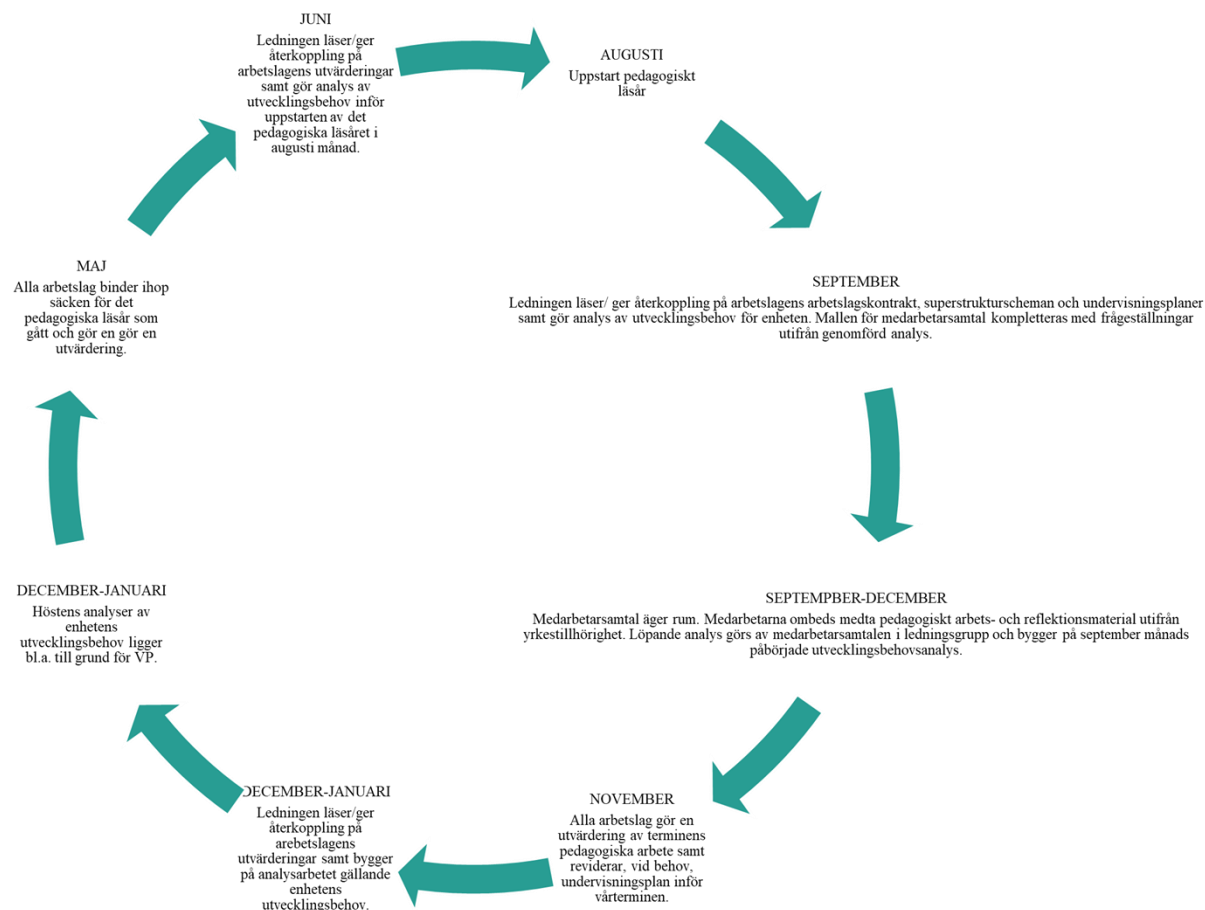 JUNI
Ledningen läser/ger
återkoppling på
arbetslagens utvärderingar
samt gör analys av
utvecklingsbehov inför
uppstarten av det
pedagogiska läsåret i
augusti månad.
AUGUSTI
Uppstart pedagogiskt
läsår
SEPTEMBER
Ledningen läser/ ger återkoppling på arbetslagens arbetslagskontrakt, superstrukturscheman och undervisningsplaner
samt gör analys av utvecklingsbehov för enheten. Mallen för medarbetarsamtal kompletteras med frågeställningar
utifrån genomförd analys.
SEPTEMPBER-DECEMBER
Medarbetarsamtal äger rum. Medarbetarna ombeds medta pedagogiskt arbets- och reflektionsmaterial utifrån
yrkestillhörighet. Löpande analys görs av medarbetarsamtalen i ledningsgrupp och bygger på september månads
påbörjade utvecklingsbehovsanalys.
NOVEMBER
Alla arbetslag gör en
utvärdering av terminens
pedagogiska arbete samt
reviderar, vid behov,
undervisningsplan inför
vårterminen.
DECEMBER-JANUARI
Ledningen läser/ger
återkoppling på
arebetslagens
utvärderingar samt bygger
på analysarbetet gällande
enhetens
utvecklingsbehov.
DECEMBER-JANUARI
Höstens analyser av
enhetens
utvecklingsbehov ligger
bl.a. till grund för VP.
MAJ
Alla arbetslag binder ihop
säcken för det
pedagogiska läsår som
gått och gör en gör en
utvärdering.